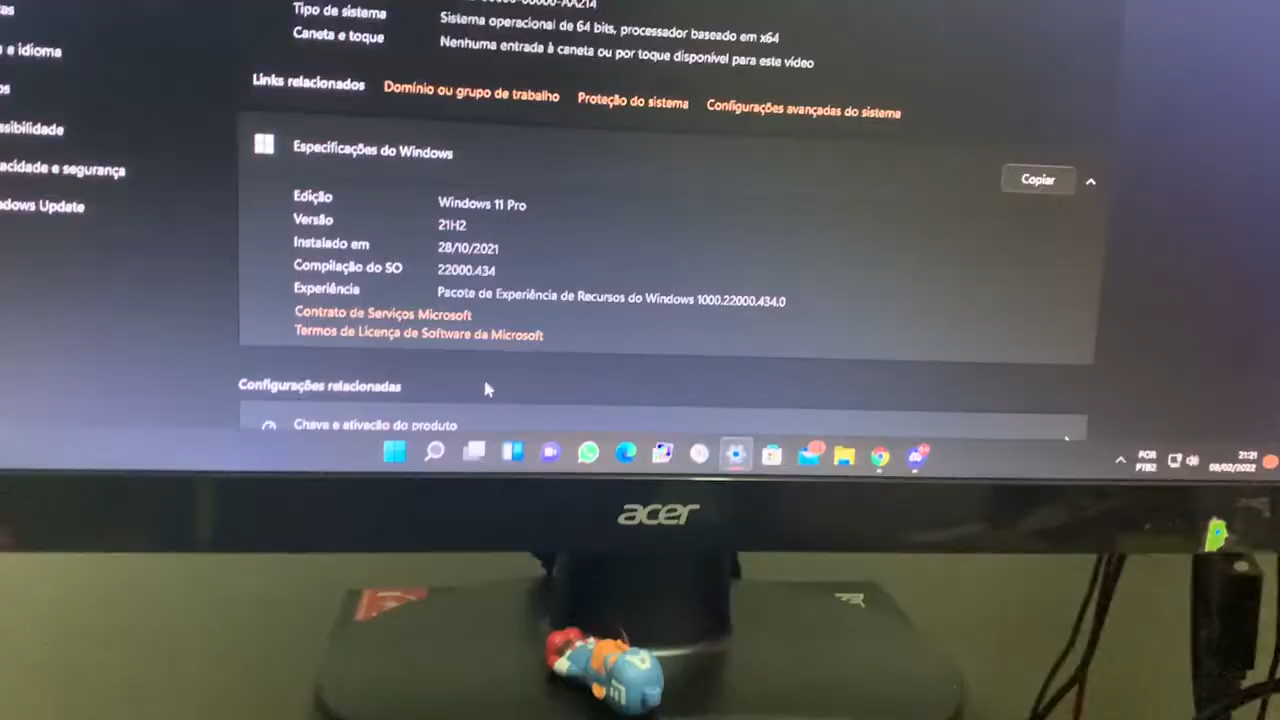 Tipo de sistema Sistema operacional de 64 bits, processador baseado em x64
Caneta e toque Nenhuma entrada à caneta ou por toque disponível para este vídeo
e idioma
Links relacionados Domínio ou grupo de trabalho Proteção do sistema Configurações avançadas do sistema
ssibilidade
Especificações do Windows
Copiar
acidade e segurança
Edição Windows 11 Pro
dows Update
Versão 21H2
Instalado em 28/10/2021
Compilação do SO 22000.434
Experiência Pacote de Experiência de Recursos do Windows 1000.22000.434.0
Contrato de Serviços Microsoft
Termos de Licença de Software da Microsoft
Configurações relacionadas
Chave e ativação do produto
POR
PTB2
21:21
08/02/2022
acer